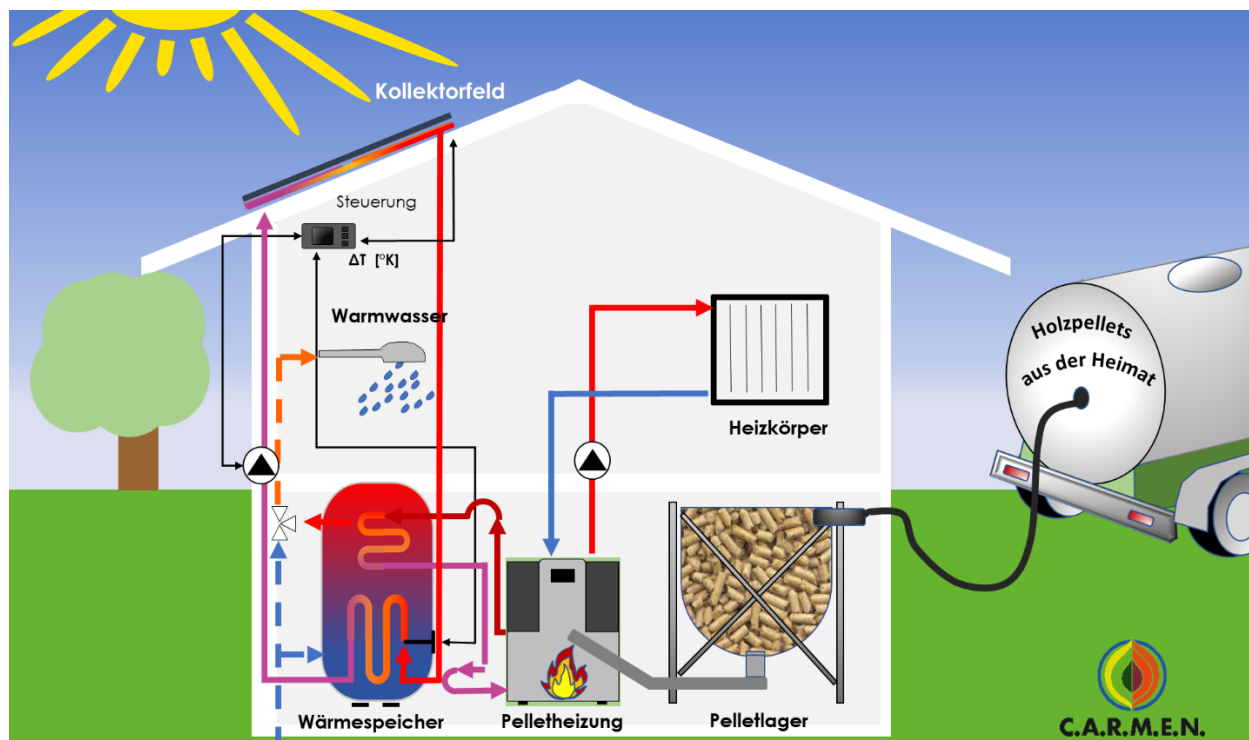 Kollektorfeld
Steuerung
ΔT [°K]
Warmwasser
Heizkörper
Holzpellets
aus der Heimat
Wärmespeicher
Pelletheizung
Pelletlager
C.A.R.M.E.N.